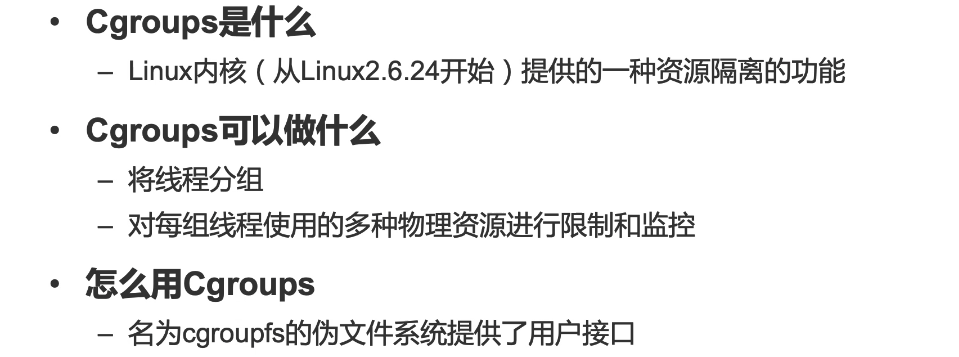 • Cgroups是什么
– Linux内核（从Linux2.6.24开始）提供的一种资源隔离的功能
• Cgroups可以做什么
– 将线程分组
– 对每组线程使用的多种物理资源进行限制和监控
• 怎么用Cgroups
– 名为cgroupfs的伪文件系统提供了用户接口